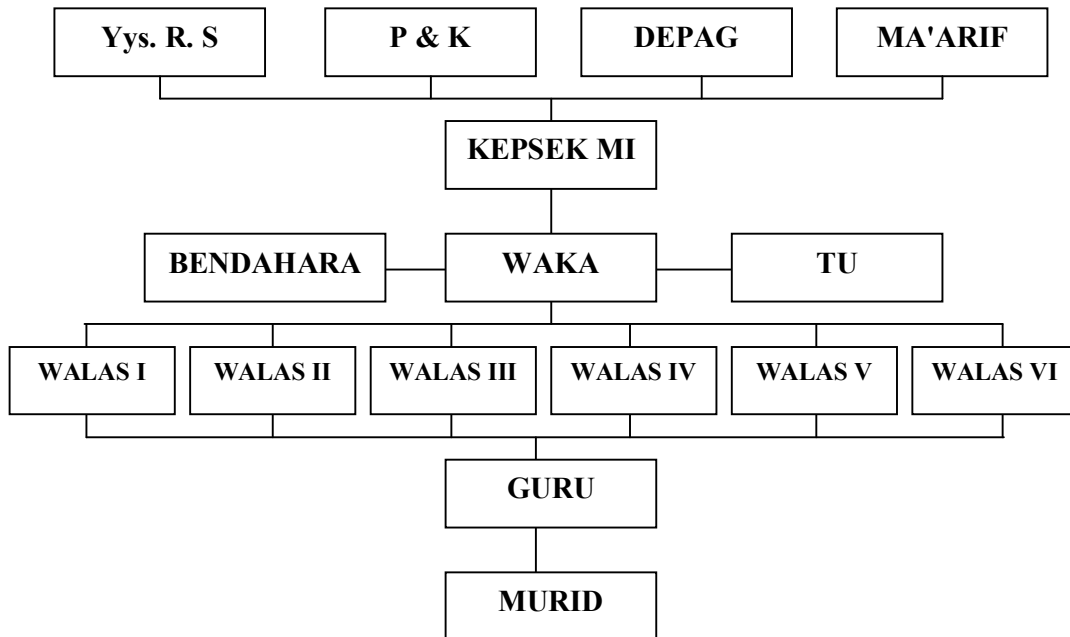 Yys. R. S
P & K
DEPAG
MA'ARIF
KEPSEK MI
BENDAHARA
WAKA
TU
WALAS I
WALAS II
WALAS III
WALAS IV
WALAS V
WALAS VI
GURU
MURID